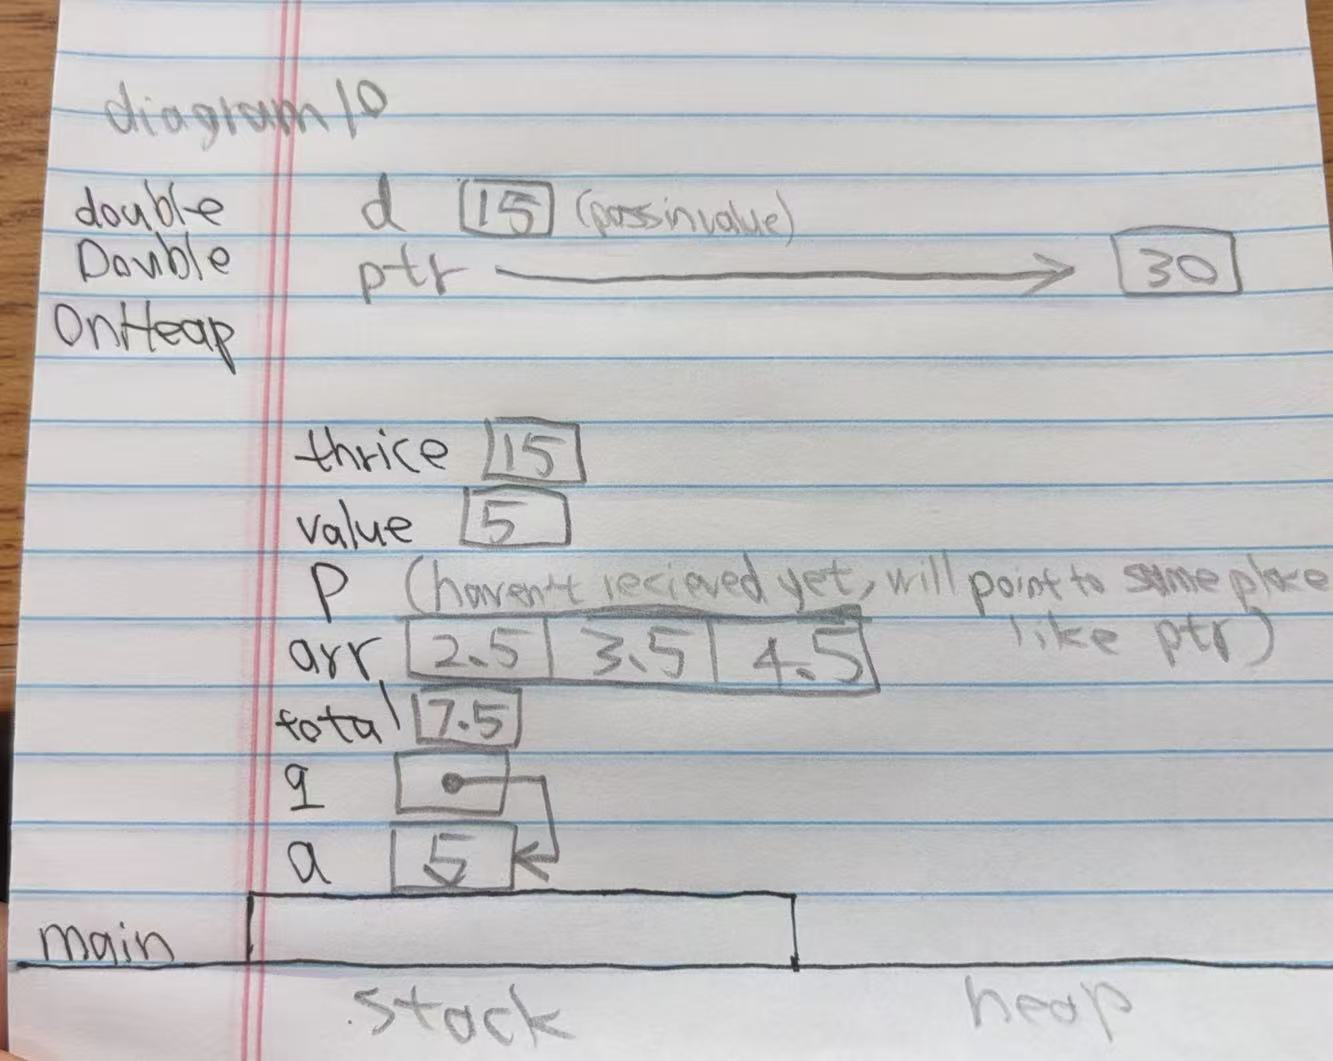 diagram 10
double d 15 (pass in value)
Double ptr 30
OnHeap
thrice 15
value 5
P (haven't recieved yet, will point to same place
like ptr)
arr 2.5 3.5 4.5
total 7.5
q
a 5
main
stack heap